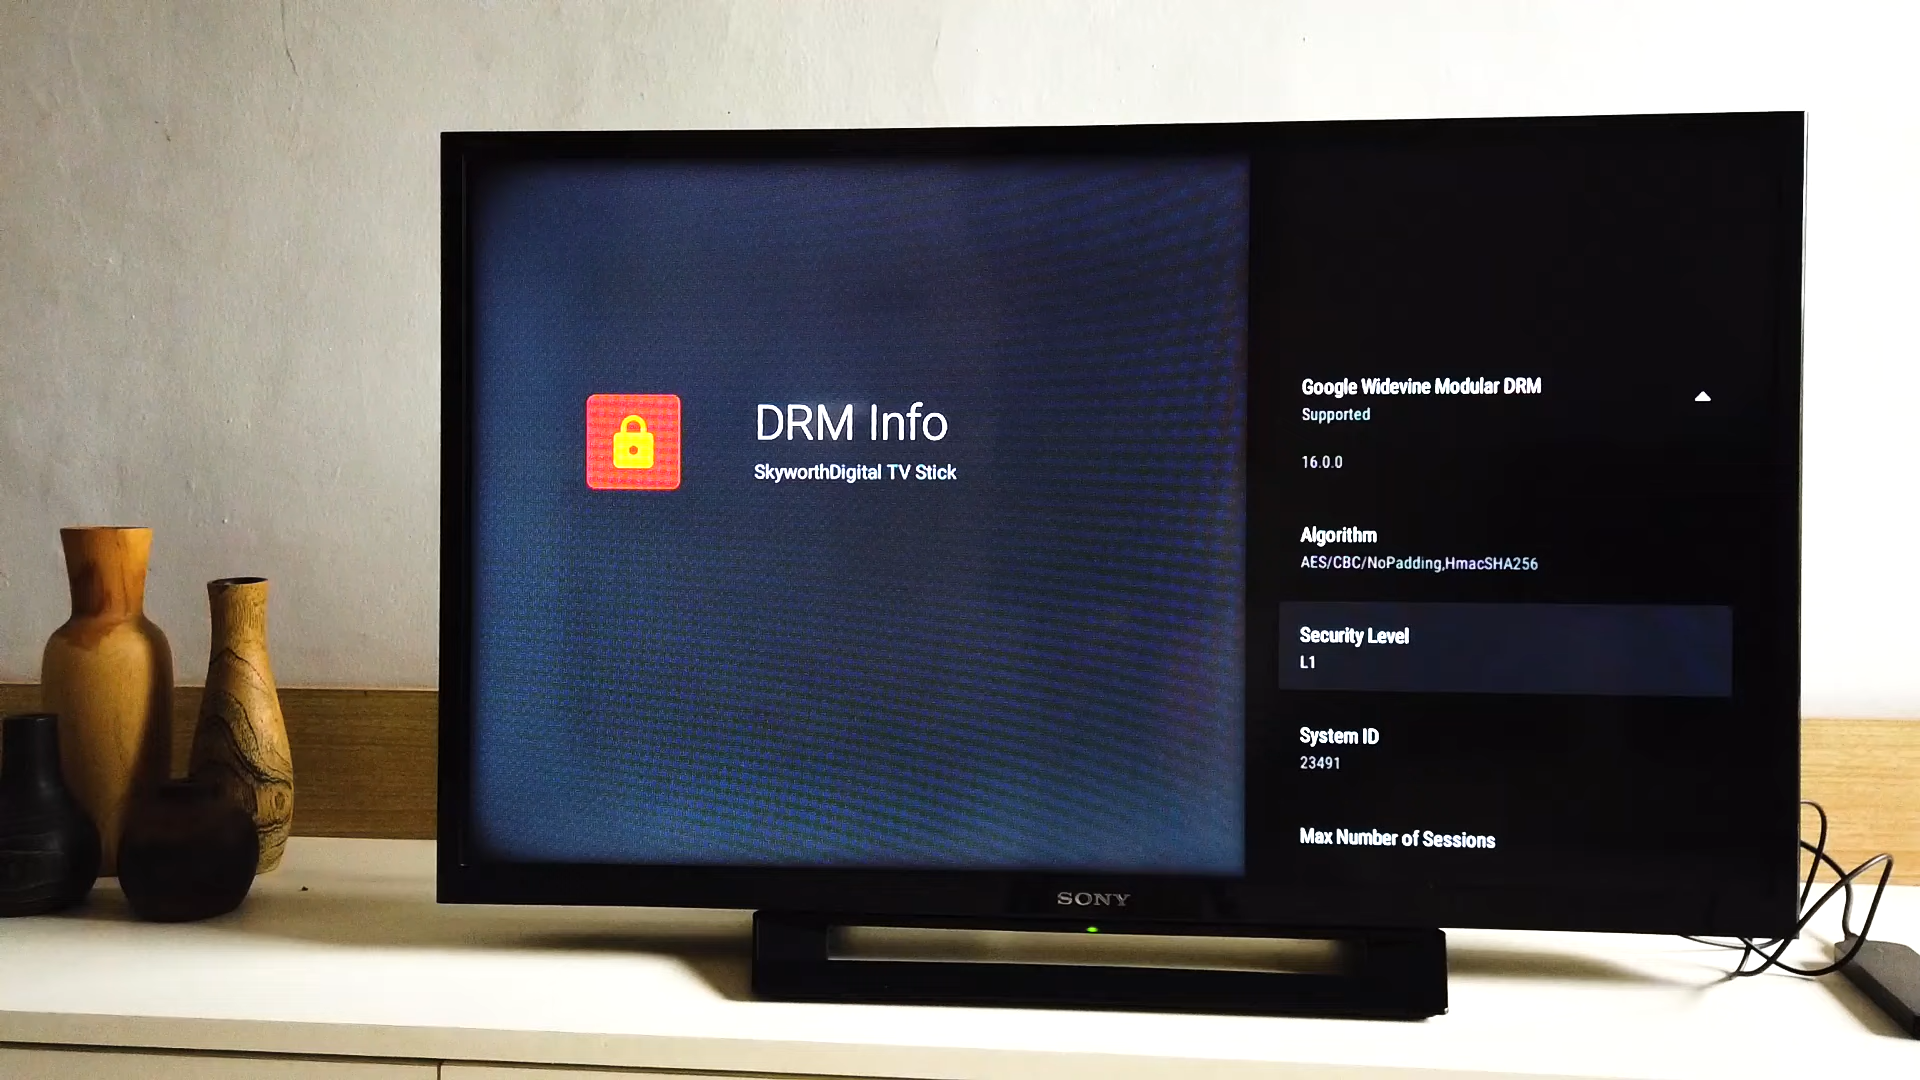 DRM Info
SkyworthDigital TV Stick
Google Widevine Modular DRM
Supported
16.0.0
Algorithm
AES/CBC/NoPadding,HmacSHA256
Security Level
L1
System ID
23491
Max Number of Sessions
SONY